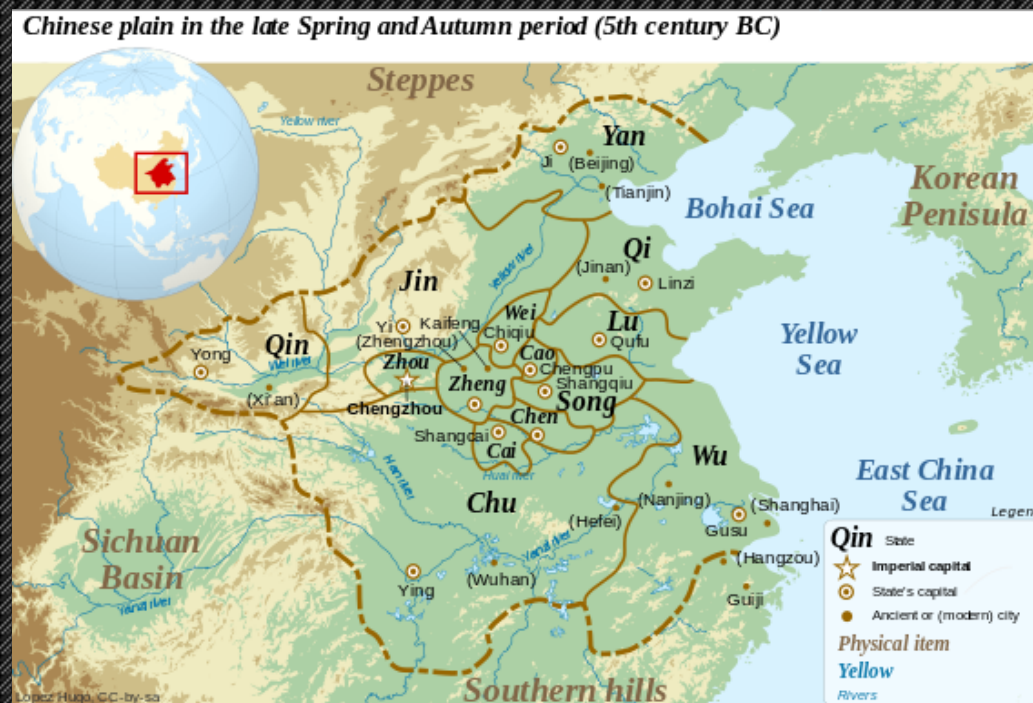 Chinese plain in the late Spring and Autumn period (5th century BC)
Steppes
Yellow river
Yan
Ji
(Beijing)
(Tianjin)
Korean
Penisula
Bohai Sea
Yellow river
Qi
(Jinan)
Linzi
Jin
Wei
Lu
Yi
Kaifeng
(Zhengzhou)
Chiqiu
Qufu
Yellow
Sea
Yong
Qin
Wei river
Zhou
Cao
Chengpu
Zheng
Shangqiu
(Xi'an)
Chengzhou
Song
Chen
Shangcai
Cai
Wu
Huai river
Han river
East China
Sea
Chu
(Nanjing)
(Shanghai)
(Hefei)
Gusu
Legen
Sichuan
Basin
Yangzi river
(Hangzou)
(Wuhan)
Ying
Guiji
Yangzi river
Qin State
Imperial capital
State's capital
Ancient or (modern) city
Physical item
Yellow
Rivers
Lopez Hugo, CC-by-sa
Southern hills